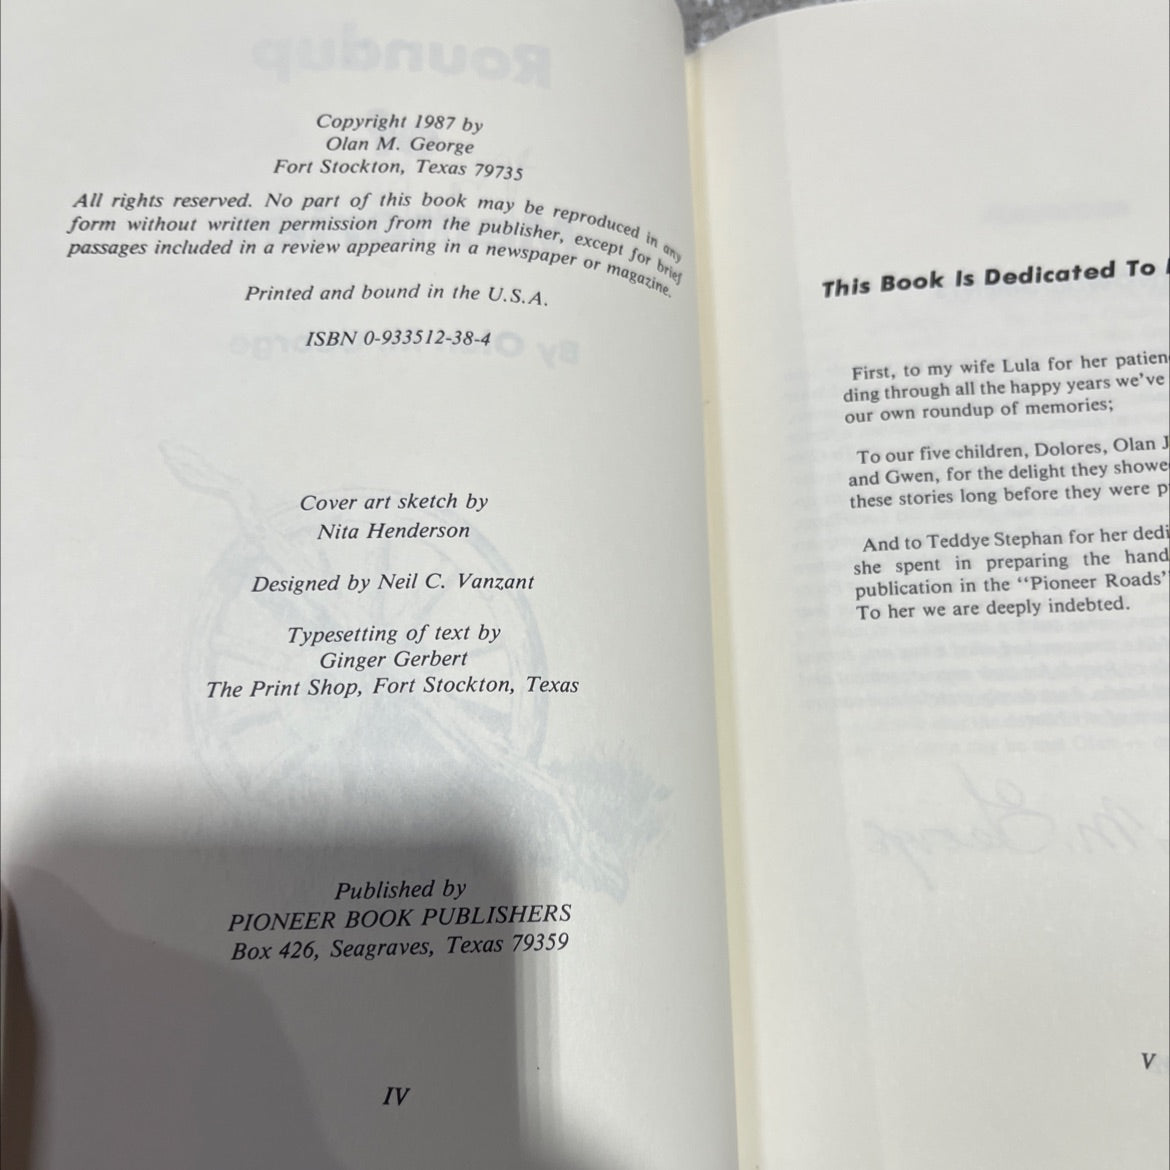 Roundup
Copyright 1987 by
Olan M. George
Fort Stockton, Texas 79735
All rights reserved. No part of this book may be reproduced in any
form without written permission from the publisher, except for brief
passages included in a review appearing in a newspaper or magazine.
Printed and bound in the U.S.A.
ISBN 0-933512-38-4
Cover art sketch by
Nita Henderson
Designed by Neil C. Vanzant
Typesetting of text by
Ginger Gerbert
The Print Shop, Fort Stockton, Texas
Published by
PIONEER BOOK PUBLISHERS
Box 426, Seagraves, Texas 79359
IV
This Book Is Dedicated To
First, to my wife Lula for her patien
ding through all the happy years we've
our own roundup of memories;
To our five children, Dolores, Olan J
and Gwen, for the delight they showe
these stories long before they were p
And to Teddye Stephan for her dedi
she spent in preparing the hand
publication in the "Pioneer Roads"
To her we are deeply indebted.
M. George
V